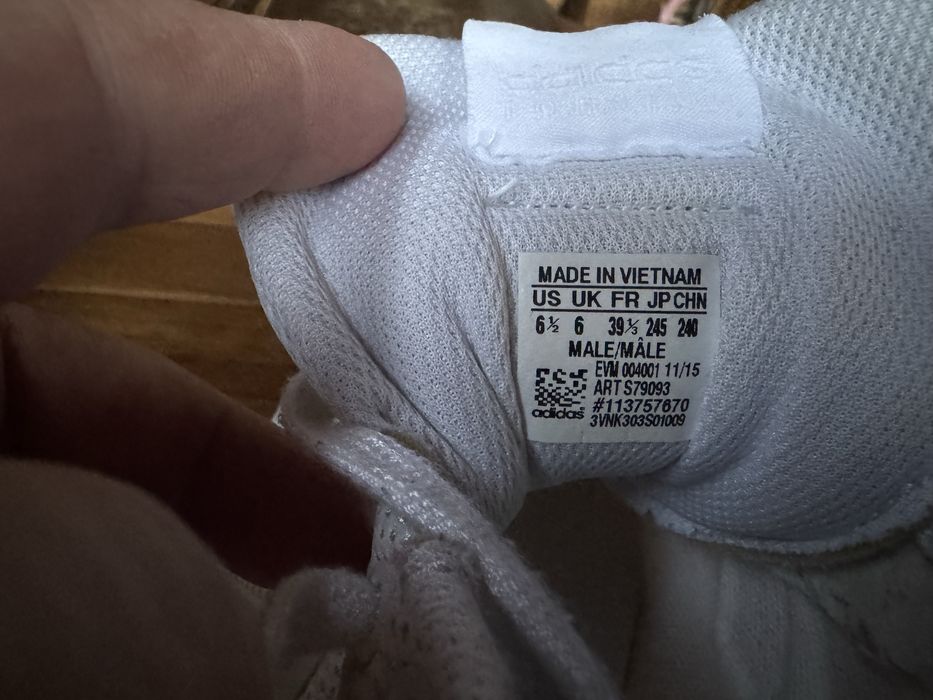 adidas
MADE IN VIETNAM
US UK FR JP CHN
6½ 6 39⅓ 245 240
MALE/MÂLE
EVM 004001 11/15
ART S79093
#113757670
adidas
3VNK303S01009